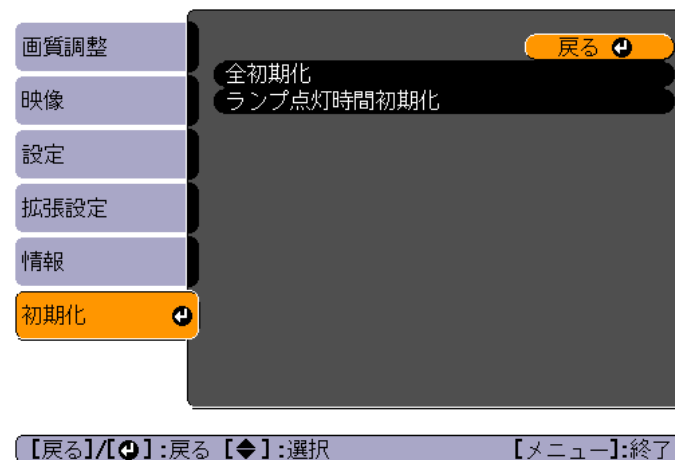 画質調整
映像
設定
拡張設定
情報
初期化
戻る
全初期化
ランプ点灯時間初期化
【戻る】/【】:戻る 【◆】:選択 【メニュー】:終了